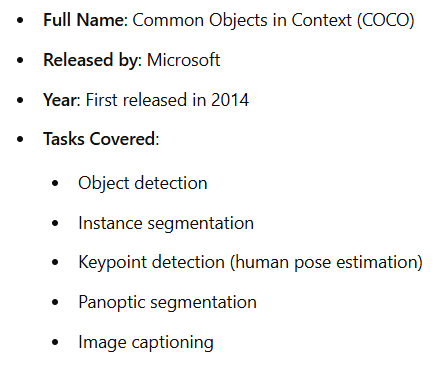 • Full Name: Common Objects in Context (COCO)
• Released by: Microsoft
• Year: First released in 2014
• Tasks Covered:
• Object detection
• Instance segmentation
• Keypoint detection (human pose estimation)
• Panoptic segmentation
• Image captioning